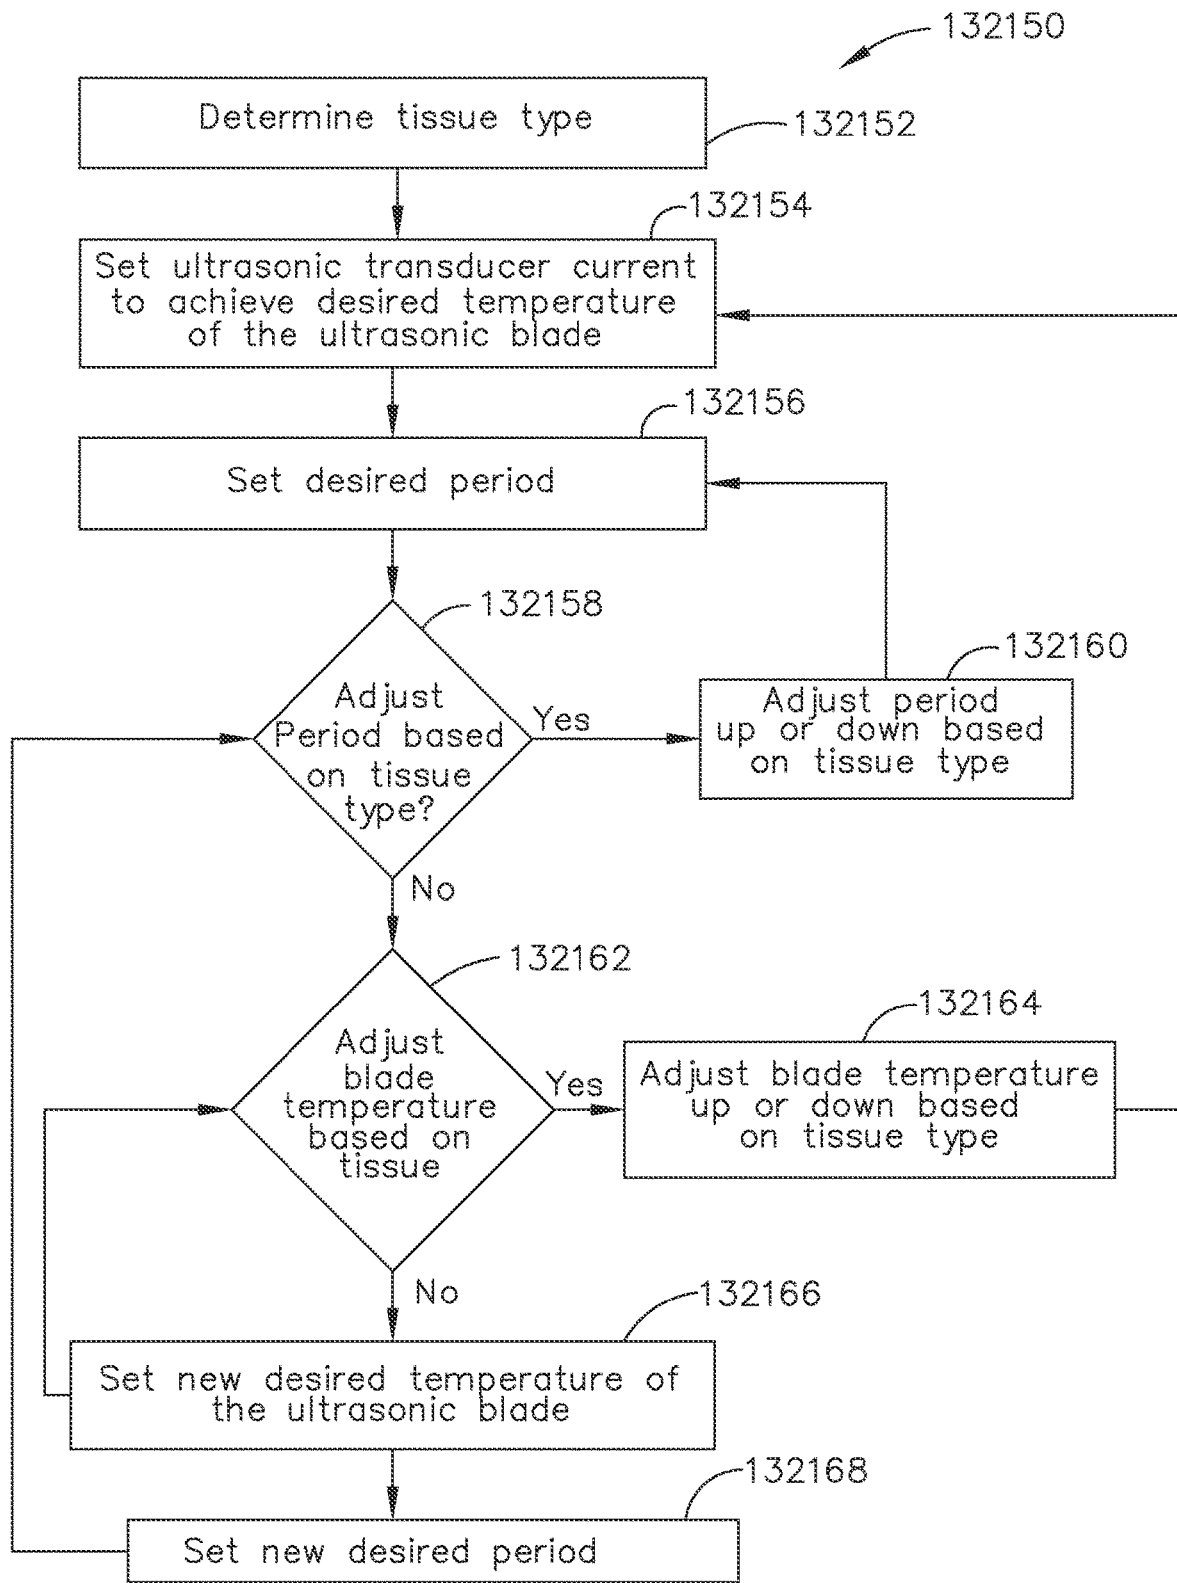 132150
Determine tissue type
132152
132154
Set ultrasonic transducer current
to achieve desired temperature
of the ultrasonic blade
132156
Set desired period
132158
Adjust
Period based
on tissue
type?
Yes
132160
Adjust period
up or down based
on tissue type
No
132162
Adjust
blade
temperature
based on
tissue
Yes
132164
Adjust blade temperature
up or down based
on tissue type
No
132166
Set new desired temperature of
the ultrasonic blade
132168
Set new desired period